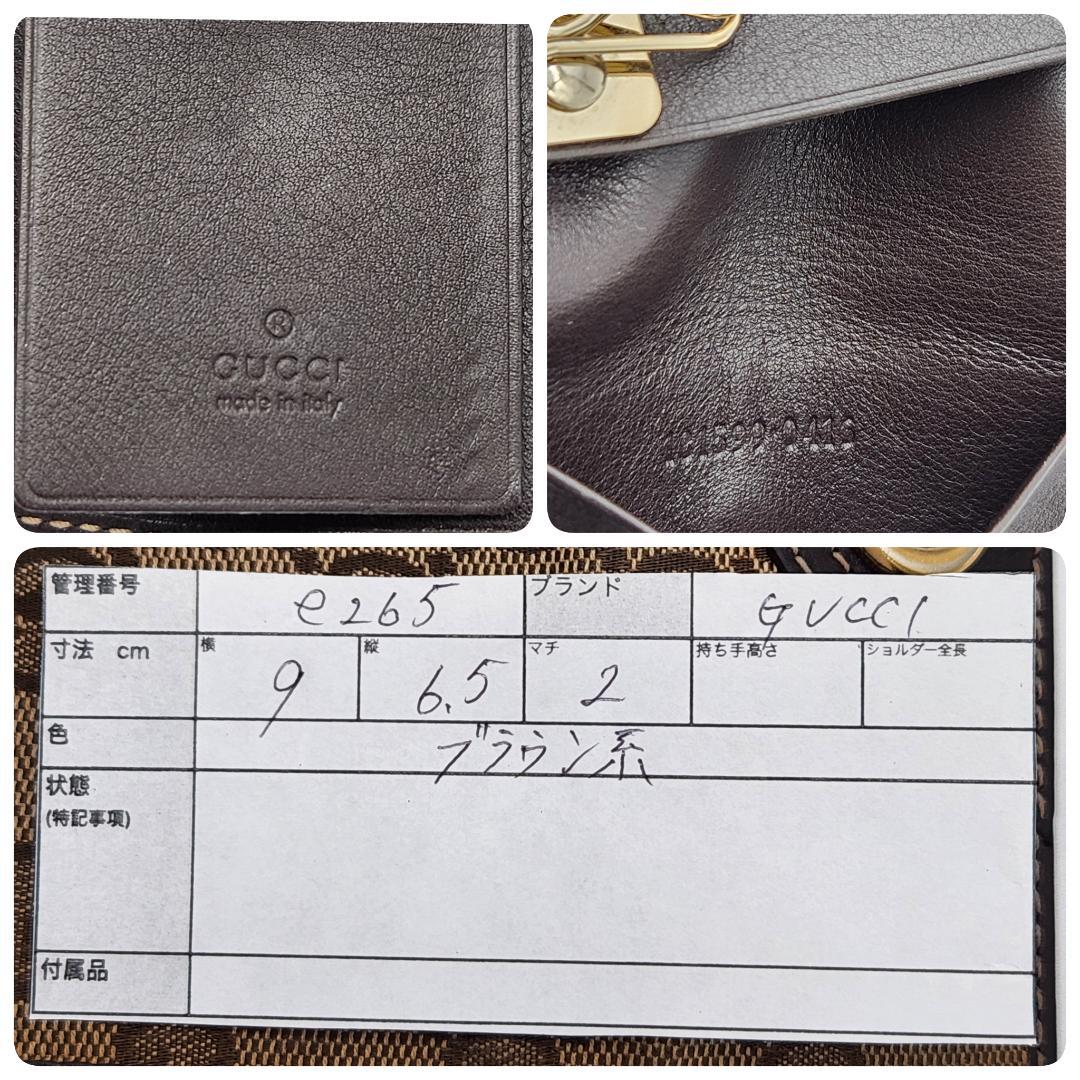 ®
GUCCI
made in italy
管理番号 e265 ブランド GUCCI
寸法 cm 横 9 縦 6.5 マチ 2 持ち手高さ ショルダー全長
色 ブラウン系
状態
(特記事項)
付属品